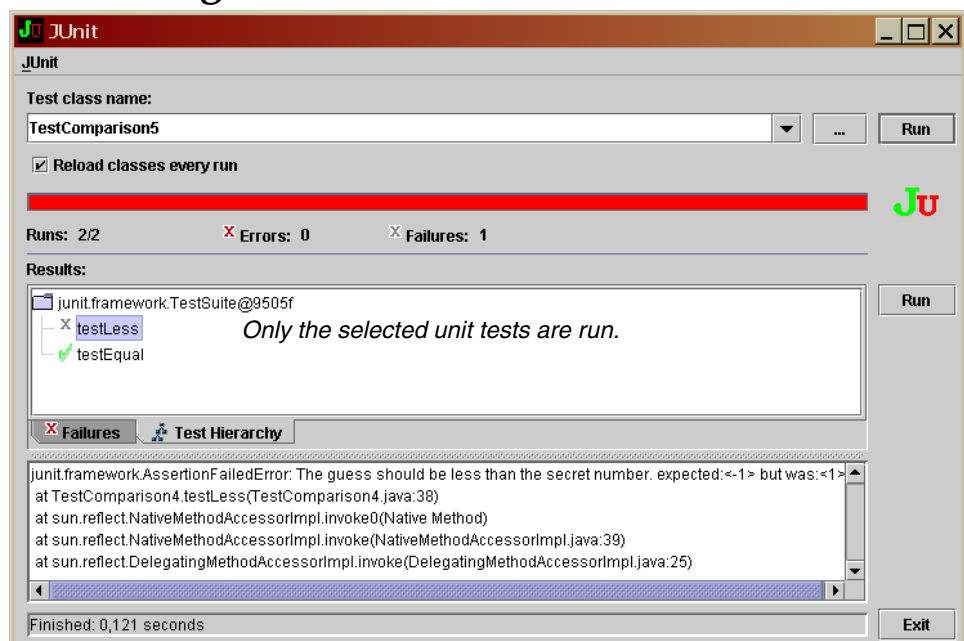 JU JUnit
JUnit
Test class name:
TestComparison5 ... Run
Reload classes every run
JU
Runs: 2/2 X Errors: 0 X Failures: 1
Results:
junit.framework.TestSuite@9505f Run
X testLess Only the selected unit tests are run.
testEqual
X Failures Test Hierarchy
junit.framework.AssertionFailedError: The guess should be less than the secret number. expected:<-1> but was:<1>
at TestComparison4.testLess(TestComparison4.java:38)
at sun.reflect.NativeMethodAccessorImpl.invoke0(Native Method)
at sun.reflect.NativeMethodAccessorImpl.invoke(NativeMethodAccessorImpl.java:39)
at sun.reflect.DelegatingMethodAccessorImpl.invoke(DelegatingMethodAccessorImpl.java:25)
Finished: 0,121 seconds Exit